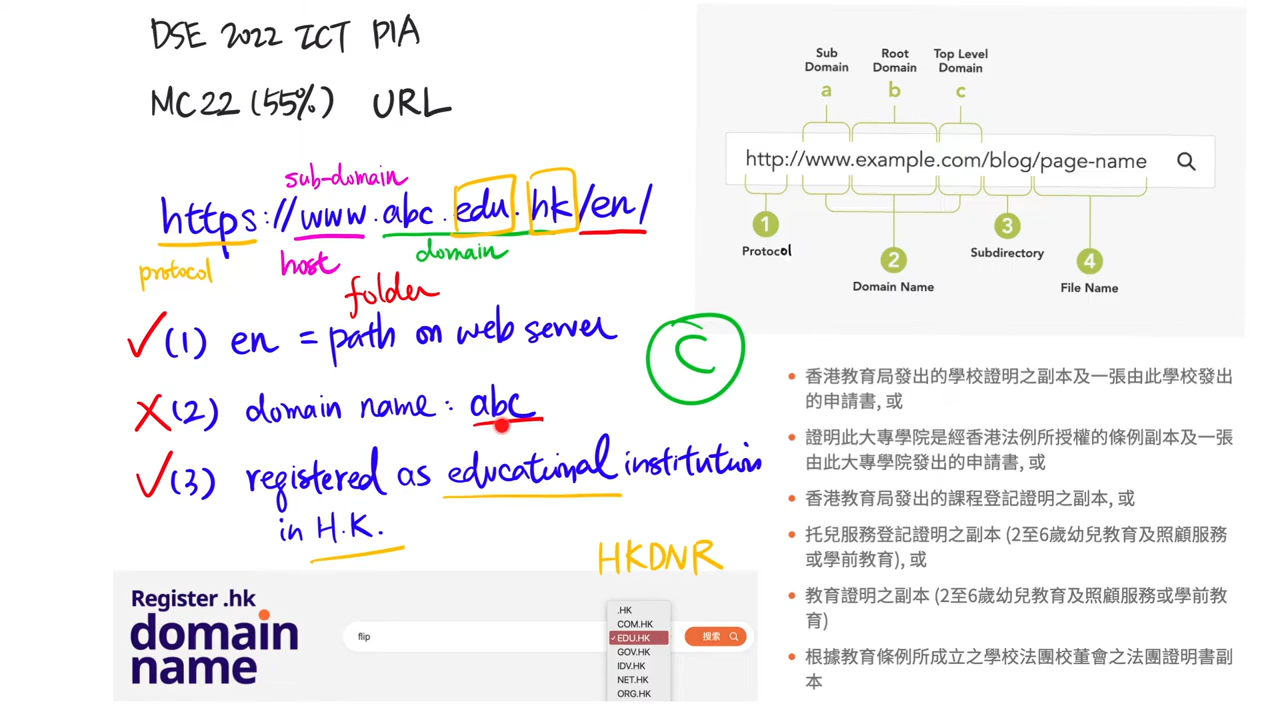 DSE 2022 ICT P1A
MC22 (55%) URL
sub-domain
https://www.abc.edu.hk/en/
protocol
host
domain
folder
(1) en = path on web server
(2) domain name: abc
(3) registered as educational institution
in H.K.
C
HKDNR
Register .hk
domain
name
flip
.HK
COM.HK
✓EDU.HK
GOV.HK
IDV.HK
NET.HK
ORG.HK
搜索
Sub
Domain
Root
Domain
Top Level
Domain
a
b
c
http://www.example.com/blog/page-name
1
Protocol
2
Domain Name
3
Subdirectory
4
File Name
香港教育局發出的學校證明之副本及一張由此學校發出
的申請書, 或
證明此大專學院是經香港法例所授權的條例副本及一張
由此大專學院發出的申請書, 或
香港教育局發出的課程登記證明之副本, 或
托兒服務登記證明之副本 (2至6歲幼兒教育及照顧服務
或學前教育), 或
教育證明之副本 (2至6歲幼兒教育及照顧服務或學前教
育)
根據教育條例所成立之學校法團校董會之法團證明書副
本